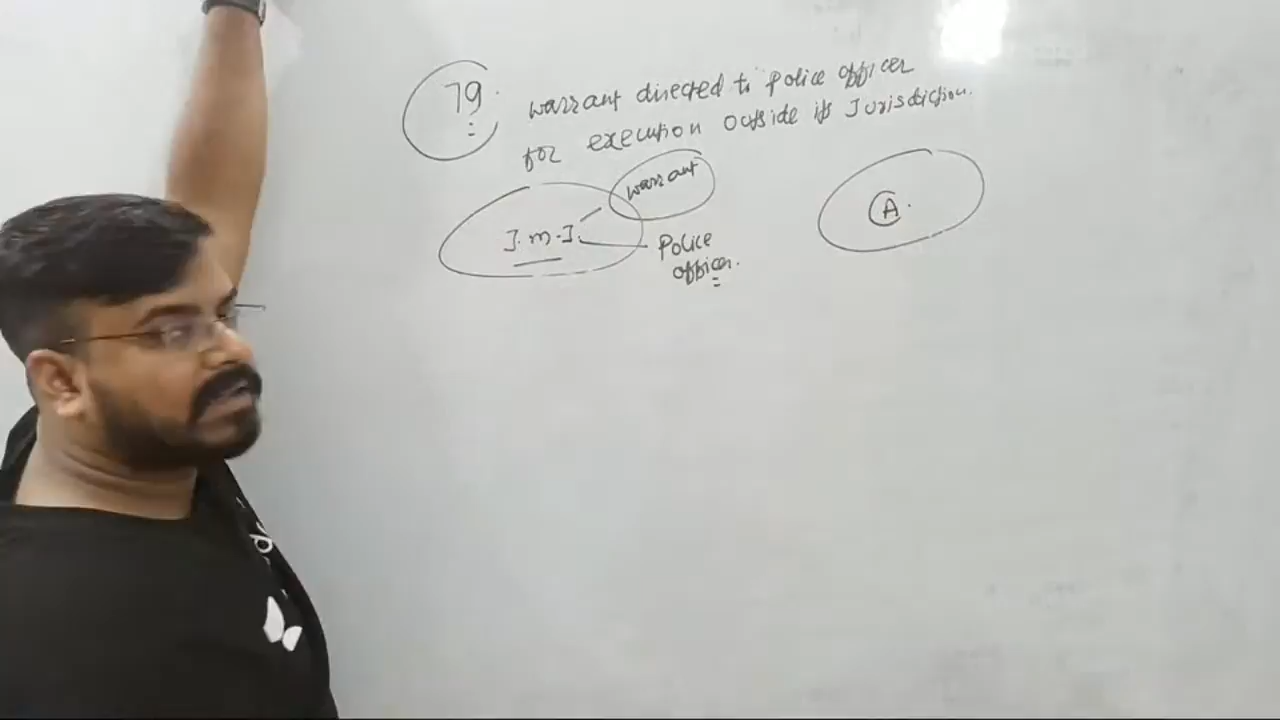 79.
warrant directed to police officer
for execution outside its Jurisdiction.
warrant
J.m.I.
Police
officer.
A.